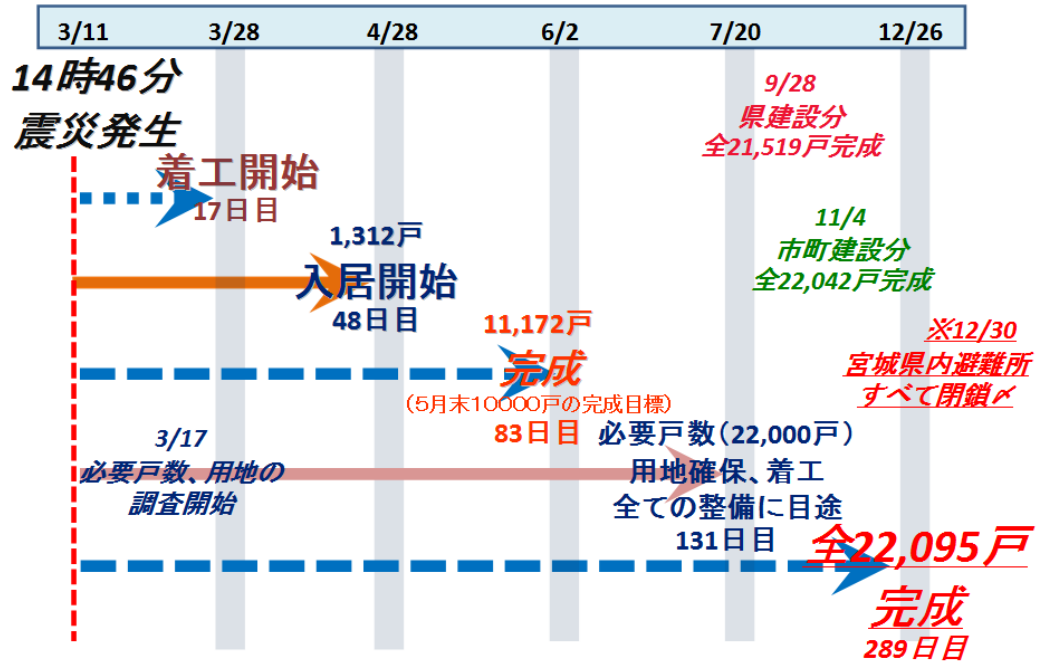 3/11
3/28
4/28
6/2
7/20
12/26
14時46分
震災発生
着工開始
17日目
1,312戸
入居開始
48日目
11,172戸
完成
(5月末10000戸の完成目標)
83日目
3/17
必要戸数、用地の
調査開始
必要戸数(22,000戸)
用地確保、着工
全ての整備に目途
131日目
9/28
県建設分
全21,519戸完成
11/4
市町建設分
全22,042戸完成
※12/30
宮城県内避難所
すべて閉鎖〆
全22,095戸
完成
289日目